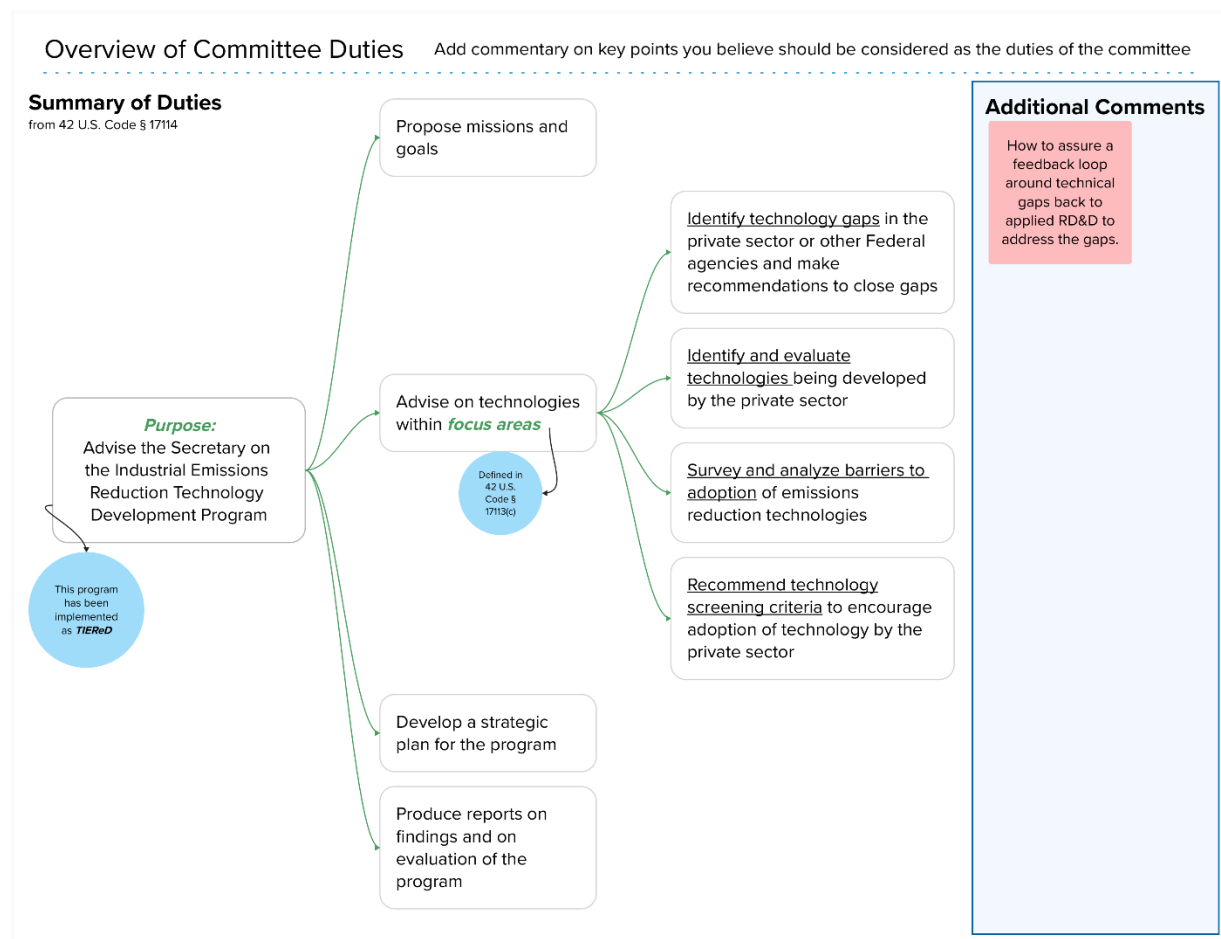 Overview of Committee Duties
Add commentary on key points you believe should be considered as the duties of the committee
Summary of Duties
from 42 U.S. Code § 17114
Purpose:
Advise the Secretary on
the Industrial Emissions
Reduction Technology
Development Program
This program
has been
implemented
as TIEReD
Propose missions and
goals
Advise on technologies
within focus areas
Defined in
42 U.S.
Code §
17113(c)
Develop a strategic
plan for the program
Produce reports on
findings and on
evaluation of the
program
Identify technology gaps in the
private sector or other Federal
agencies and make
recommendations to close gaps
Identify and evaluate
technologies being developed
by the private sector
Survey and analyze barriers to
adoption of emissions
reduction technologies
Recommend technology
screening criteria to encourage
adoption of technology by the
private sector
Additional Comments
How to assure a
feedback loop
around technical
gaps back to
applied RD&D to
address the gaps.